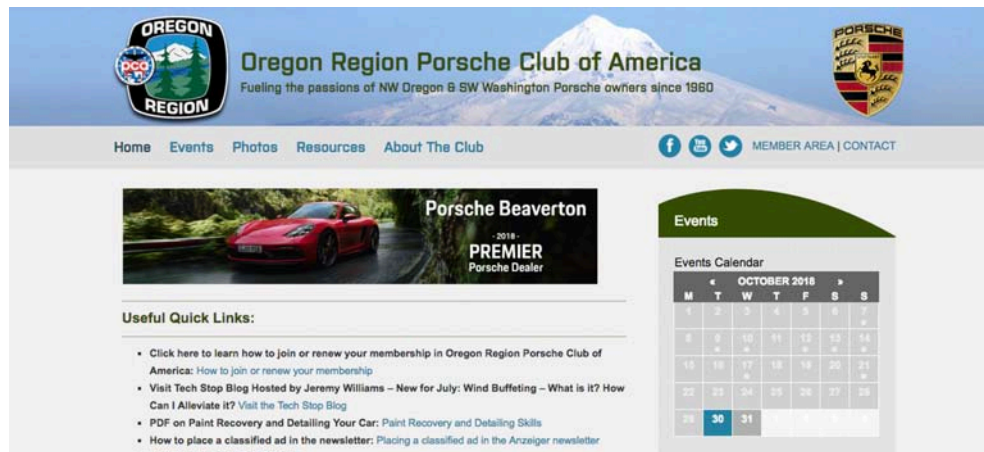 OREGON
pca
REGION
Oregon Region Porsche Club of America
Fueling the passions of NW Oregon & SW Washington Porsche owners since 1960
PORSCHE
Home Events Photos Resources About The Club
f You Tube MEMBER AREA | CONTACT
Porsche Beaverton
- 2018 -
PREMIER
Porsche Dealer
Events
Events Calendar
« OCTOBER 2018 »
M T W T F S S
1 2 3 4 5 6 7
8 9 10 11 12 13 14
15 16 17 18 19 20 21
22 23 24 25 26 27 28
29 30 31
Useful Quick Links:
• Click here to learn how to join or renew your membership in Oregon Region Porsche Club of
America: How to join or renew your membership
• Visit Tech Stop Blog Hosted by Jeremy Williams – New for July: Wind Buffeting – What is it? How
Can I Alleviate it? Visit the Tech Stop Blog
• PDF on Paint Recovery and Detailing Your Car: Paint Recovery and Detailing Skills
• How to place a classified ad in the newsletter: Placing a classified ad in the Anzeiger newsletter